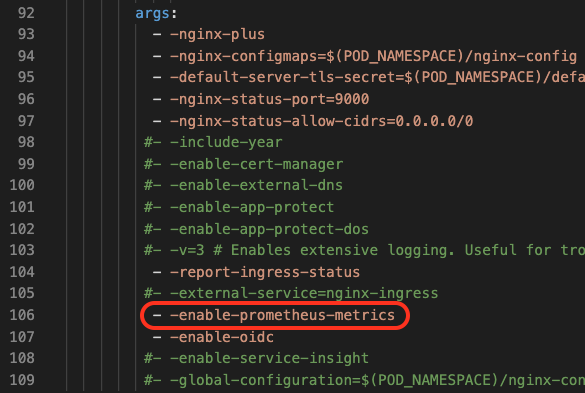 92 args:
93 - -nginx-plus
94 - -nginx-configmaps=$(POD_NAMESPACE)/nginx-config
95 - -default-server-tls-secret=$(POD_NAMESPACE)/defa
96 - -nginx-status-port=9000
97 - -nginx-status-allow-cidrs=0.0.0.0/0
98 #- -include-year
99 #- -enable-cert-manager
100 #- -enable-external-dns
101 #- -enable-app-protect
102 #- -enable-app-protect-dos
103 #- -v=3 # Enables extensive logging. Useful for tro
104 - -report-ingress-status
105 #- -external-service=nginx-ingress
106 - -enable-prometheus-metrics
107 - -enable-oidc
108 #- -enable-service-insight
109 #- -global-configuration=$(POD_NAMESPACE)/nginx-con